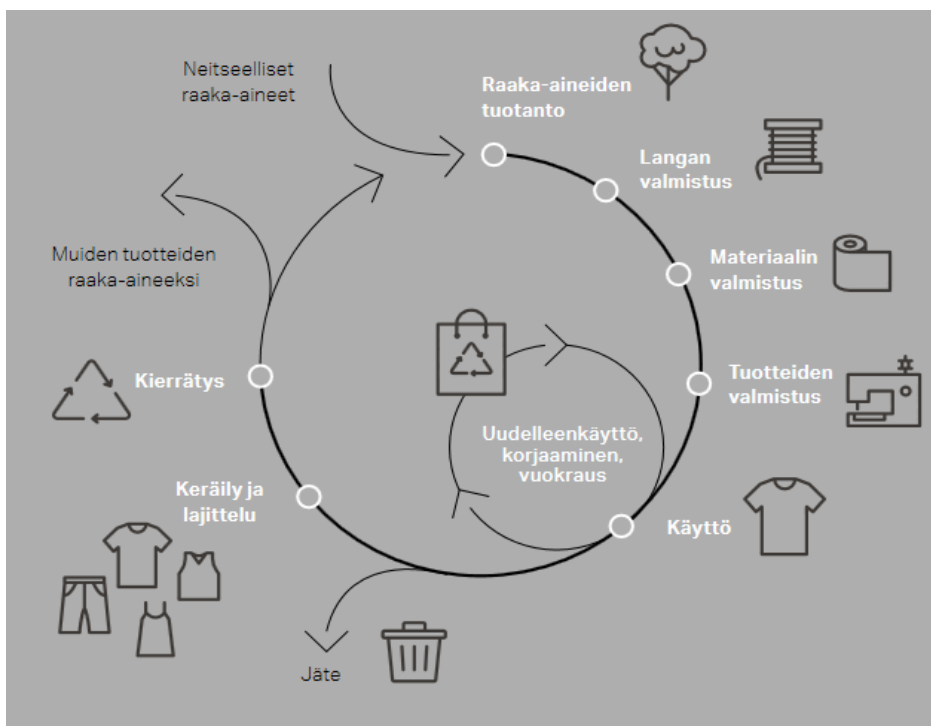 Neitseelliset
raaka-aineet
Raaka-aineiden
tuotanto
Langan
valmistus
Materiaalin
valmistus
Tuotteiden
valmistus
Käyttö
Uudelleenkäyttö,
korjaaminen,
vuokraus
Jäte
Keräily ja
lajittelu
Kierrätys
Muiden tuotteiden
raaka-aineeksi